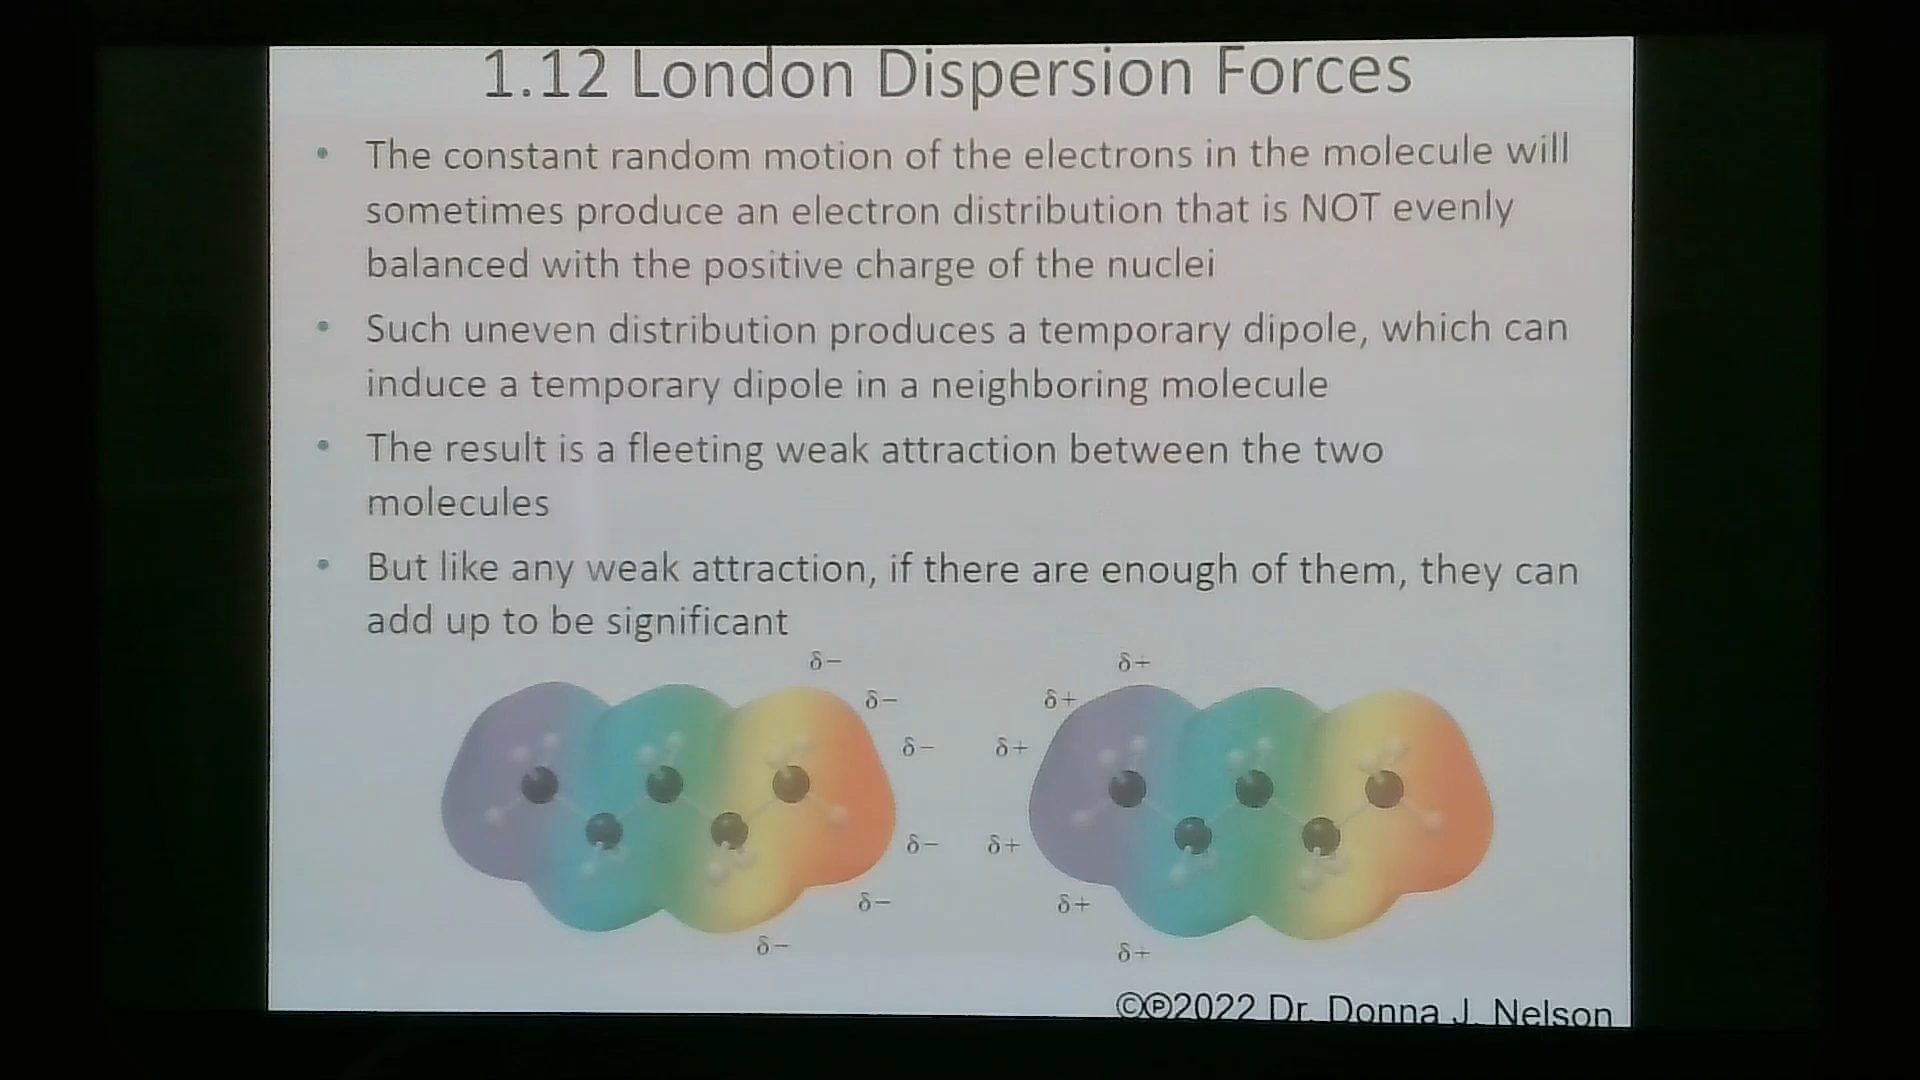 1.12 London Dispersion Forces
• The constant random motion of the electrons in the molecule will
sometimes produce an electron distribution that is NOT evenly
balanced with the positive charge of the nuclei
• Such uneven distribution produces a temporary dipole, which can
induce a temporary dipole in a neighboring molecule
• The result is a fleeting weak attraction between the two
molecules
• But like any weak attraction, if there are enough of them, they can
add up to be significant
δ− δ+
δ− δ+
δ− δ+
δ− δ+
δ− δ+
δ− δ+
©℗2022 Dr. Donna J. Nelson